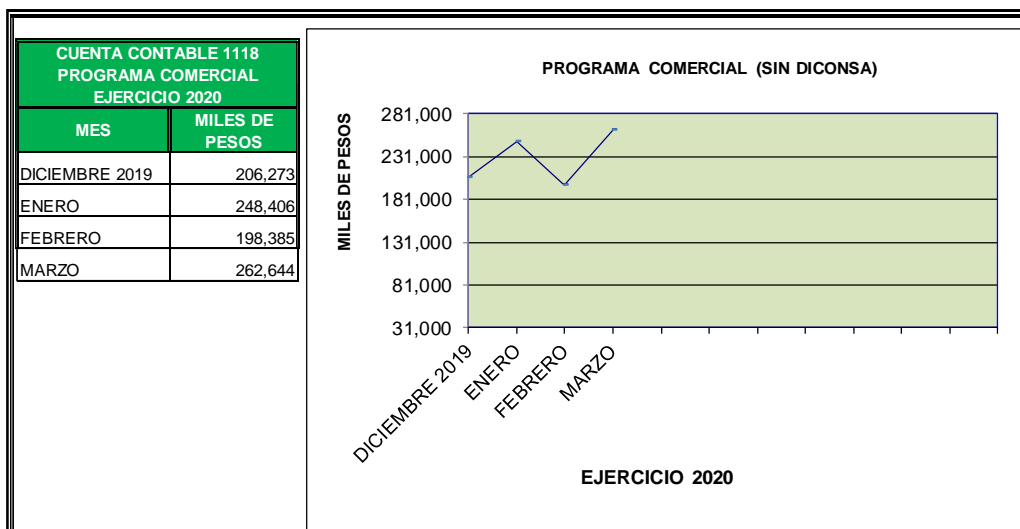 CUENTA CONTABLE 1118
PROGRAMA COMERCIAL
EJERCICIO 2020
MES MILES DE PESOS
DICIEMBRE 2019 206,273
ENERO 248,406
FEBRERO 198,385
MARZO 262,644
PROGRAMA COMERCIAL (SIN DICONSA)
MILES DE PESOS
281,000
231,000
181,000
131,000
81,000
31,000
DICIEMBRE 2019
ENERO
FEBRERO
MARZO
EJERCICIO 2020